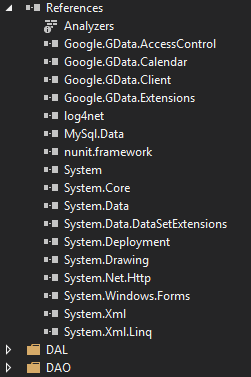 References
Analyzers
Google.GData.AccessControl
Google.GData.Calendar
Google.GData.Client
Google.GData.Extensions
log4net
MySql.Data
nunit.framework
System
System.Core
System.Data
System.Data.DataSetExtensions
System.Deployment
System.Drawing
System.Net.Http
System.Windows.Forms
System.Xml
System.Xml.Linq
DAL
DAO